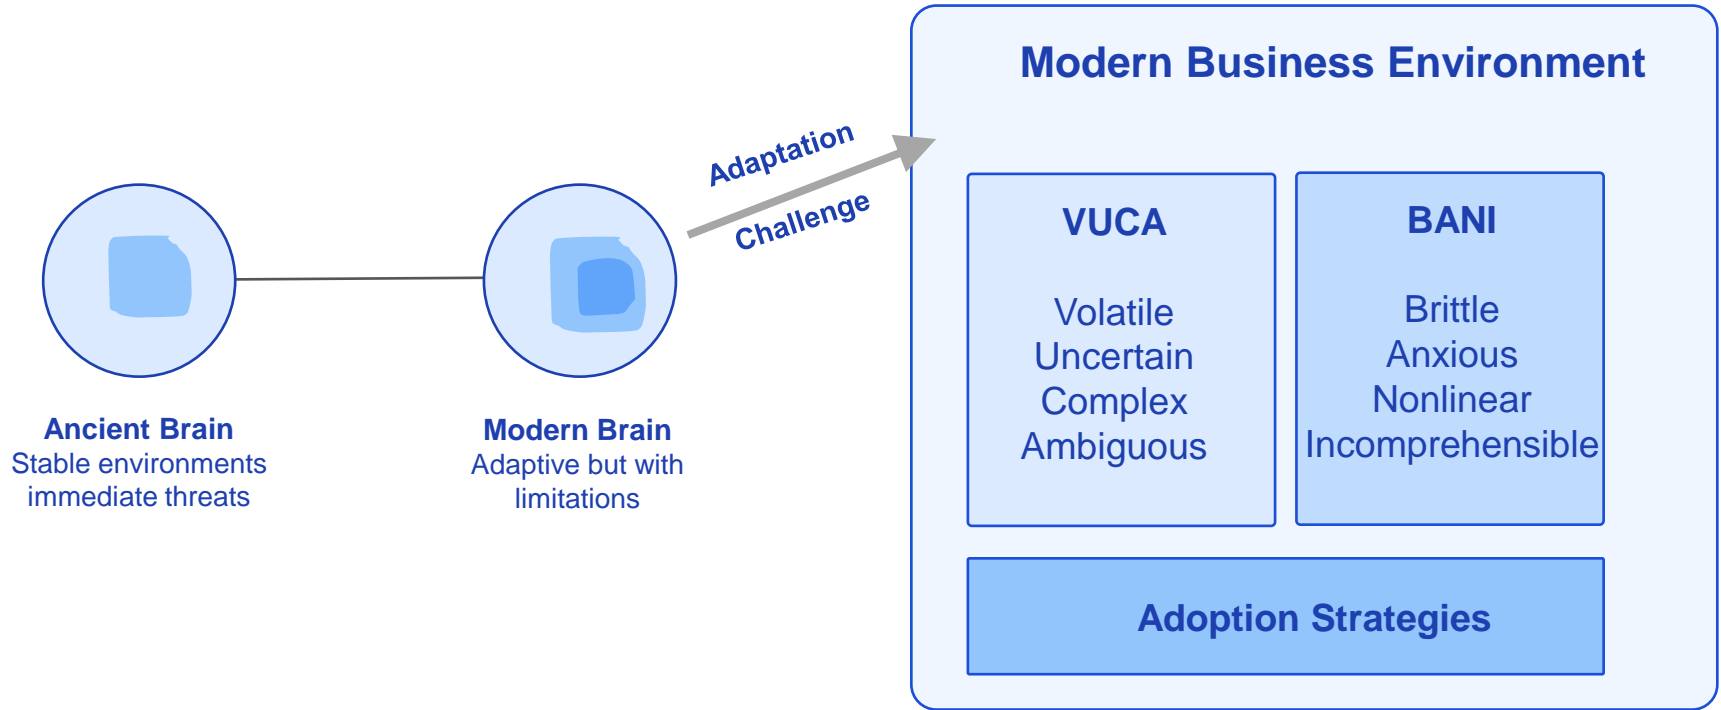 Modern Business Environment
Adaptation
Challenge
VUCA
Volatile
Uncertain
Complex
Ambiguous
BANI
Brittle
Anxious
Nonlinear
Incomprehensible
Ancient Brain
Stable environments
immediate threats
Modern Brain
Adaptive but with
limitations
Adoption Strategies